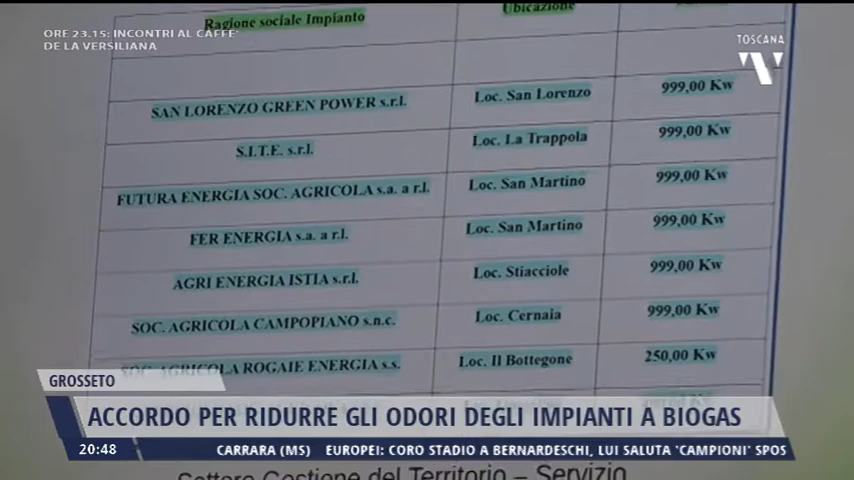 ORE 23.15: INCONTRI AL CAFFE'
DE LA VERSILIANA
TOSCANA
Ragione sociale Impianto Ubicazione
SAN LORENZO GREEN POWER s.r.l. Loc. San Lorenzo 999,00 Kw
S.I.T.E. s.r.l. Loc. La Trappola 999,00 Kw
FUTURA ENERGIA SOC. AGRICOLA s.a. a r.l. Loc. San Martino 999,00 Kw
FER ENERGIA s.a. a r.l. Loc. San Martino 999,00 Kw
AGRI ENERGIA ISTIA s.r.l. Loc. Stiacciole 999,00 Kw
SOC. AGRICOLA CAMPOPIANO s.n.c. Loc. Cernaia 999,00 Kw
SOC. AGRICOLA ROGAIE ENERGIA s.s. Loc. Il Bottegone 250,00 Kw
GROSSETO
ACCORDO PER RIDURRE GLI ODORI DEGLI IMPIANTI A BIOGAS
20:48 CARRARA (MS) EUROPEI: CORO STADIO A BERNARDESCHI, LUI SALUTA 'CAMPIONI' SPOS
Settore Gestione del Territorio – Servizio